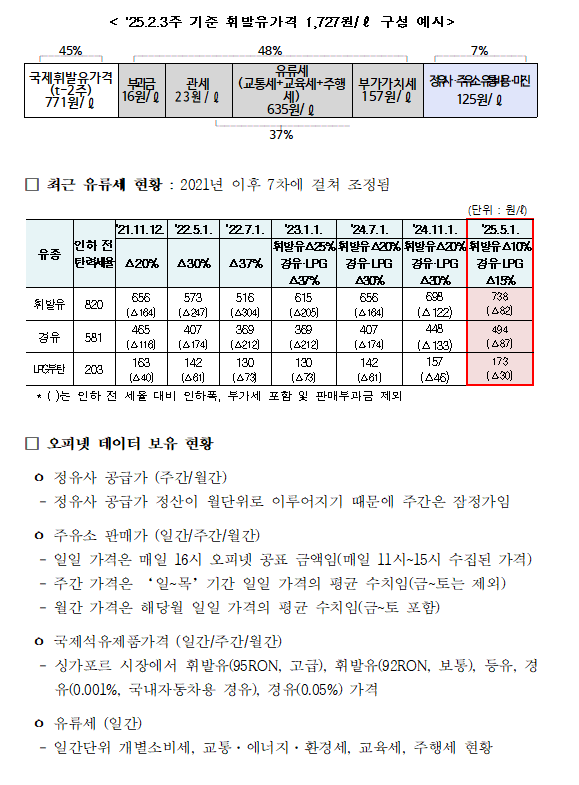 < '25.2.3주 기준 휘발유가격 1,727원/ℓ 구성 예시>
45% 48% 7%
국제휘발유가격 (t-2주) 771원/ℓ
부과금 16원/ℓ
관세 23원/ℓ
유류세 (교통세+교육세+주행세) 635원/ℓ
부가가치세 157원/ℓ
125원/ℓ
37%
□ 최근 유류세 현황 : 2021년 이후 7차에 걸쳐 조정됨
(단위 : 원/ℓ)
유종 인하 전 탄력세율 '21.11.12. '22.5.1. '22.7.1. '23.1.1. '24.7.1. '24.11.1. '25.5.1.
△20% △30% △37% 휘발유△25% 경유·LPG △37% 휘발유△20% 경유·LPG △30% 휘발유△20% 경유·LPG △30% 휘발유△10% 경유·LPG △15%
휘발유 820 656 573 516 615 656 698 738
(△164) (△247) (△304) (△205) (△164) (△122) (△82)
경유 581 465 407 369 369 407 448 494
(△116) (△174) (△212) (△212) (△174) (△133) (△87)
LPG부탄 203 163 142 130 130 142 157 173
(△40) (△61) (△73) (△73) (△61) (△46) (△30)
* ( )는 인하 전 세율 대비 인하폭, 부가세 포함 및 판매부과금 제외
□ 오피넷 데이터 보유 현황
ㅇ 정유사 공급가 (주간/월간)
- 정유사 공급가 정산이 월단위로 이루어지기 때문에 주간은 잠정가임
ㅇ 주유소 판매가 (일간/주간/월간)
- 일일 가격은 매일 16시 오피넷 공표 금액임(매일 11시~15시 수집된 가격)
- 주간 가격은 ‘일~목’기간 일일 가격의 평균 수치임(금~토는 제외)
- 월간 가격은 해당월 일일 가격의 평균 수치임(금~토 포함)
ㅇ 국제석유제품가격 (일간/주간/월간)
- 싱가포르 시장에서 휘발유(95RON, 고급), 휘발유(92RON, 보통), 등유, 경
유(0.001%, 국내자동차용 경유), 경유(0.05%) 가격
ㅇ 유류세 (일간)
- 일간단위 개별소비세, 교통·에너지·환경세, 교육세, 주행세 현황